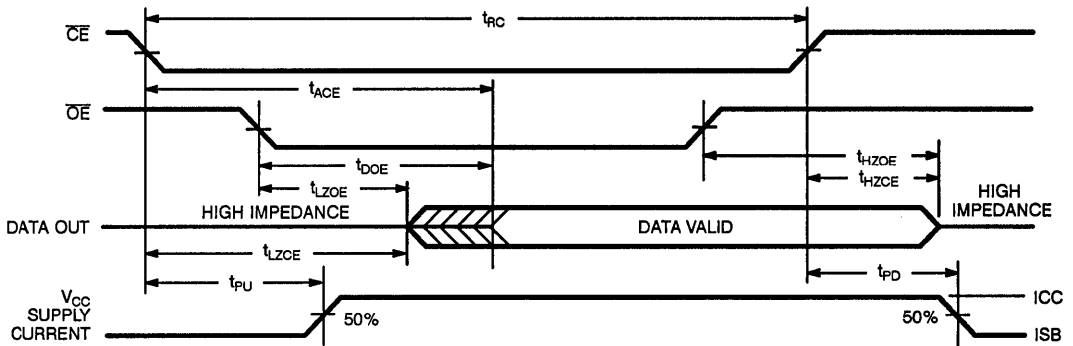 tRC
CE
tACE
OE
tDOE
tHZOE
tLZOE
tHZCE
HIGH IMPEDANCE
HIGH
IMPEDANCE
DATA OUT
DATA VALID
tLZCE
tPU
tPD
VCC
SUPPLY
CURRENT
50%
50%
ICC
ISB